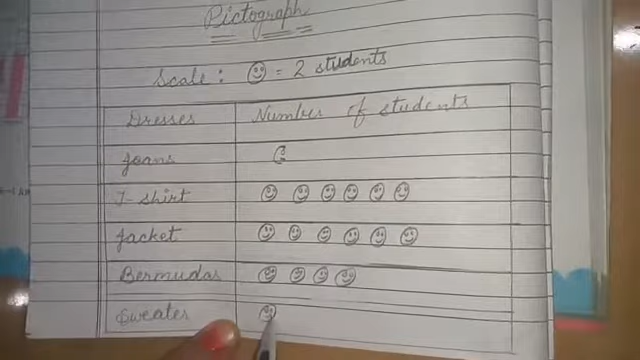 Pictograph
Scale : ☺ = 2 students
Dresses Number of students
Jeans
T-shirt ☺ ☺ ☺ ☺ ☺ ☺
Jacket ☺ ☺ ☺ ☺ ☺ ☺
Bermudas ☺ ☺ ☺ ☺
Sweater ☺